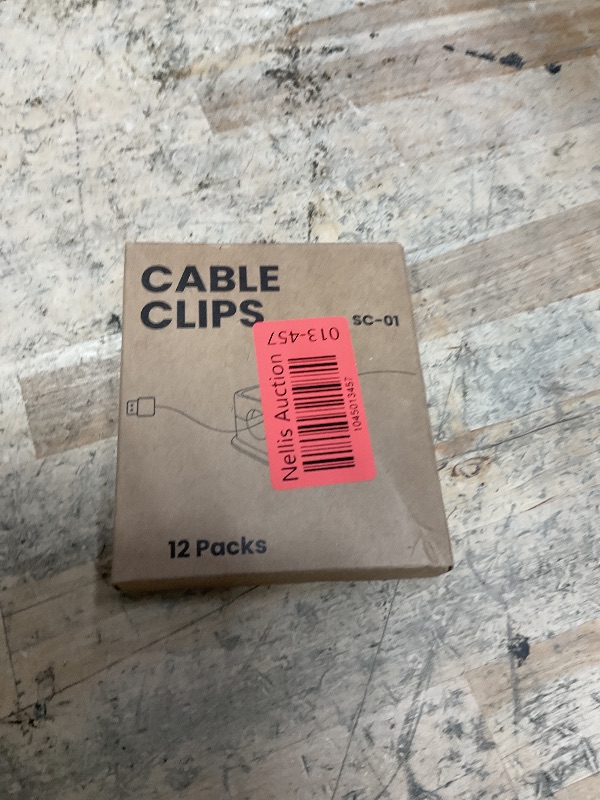 CABLE
CLIPS
SC-01
013-457
Nellis Auction
1045013457
12 Packs